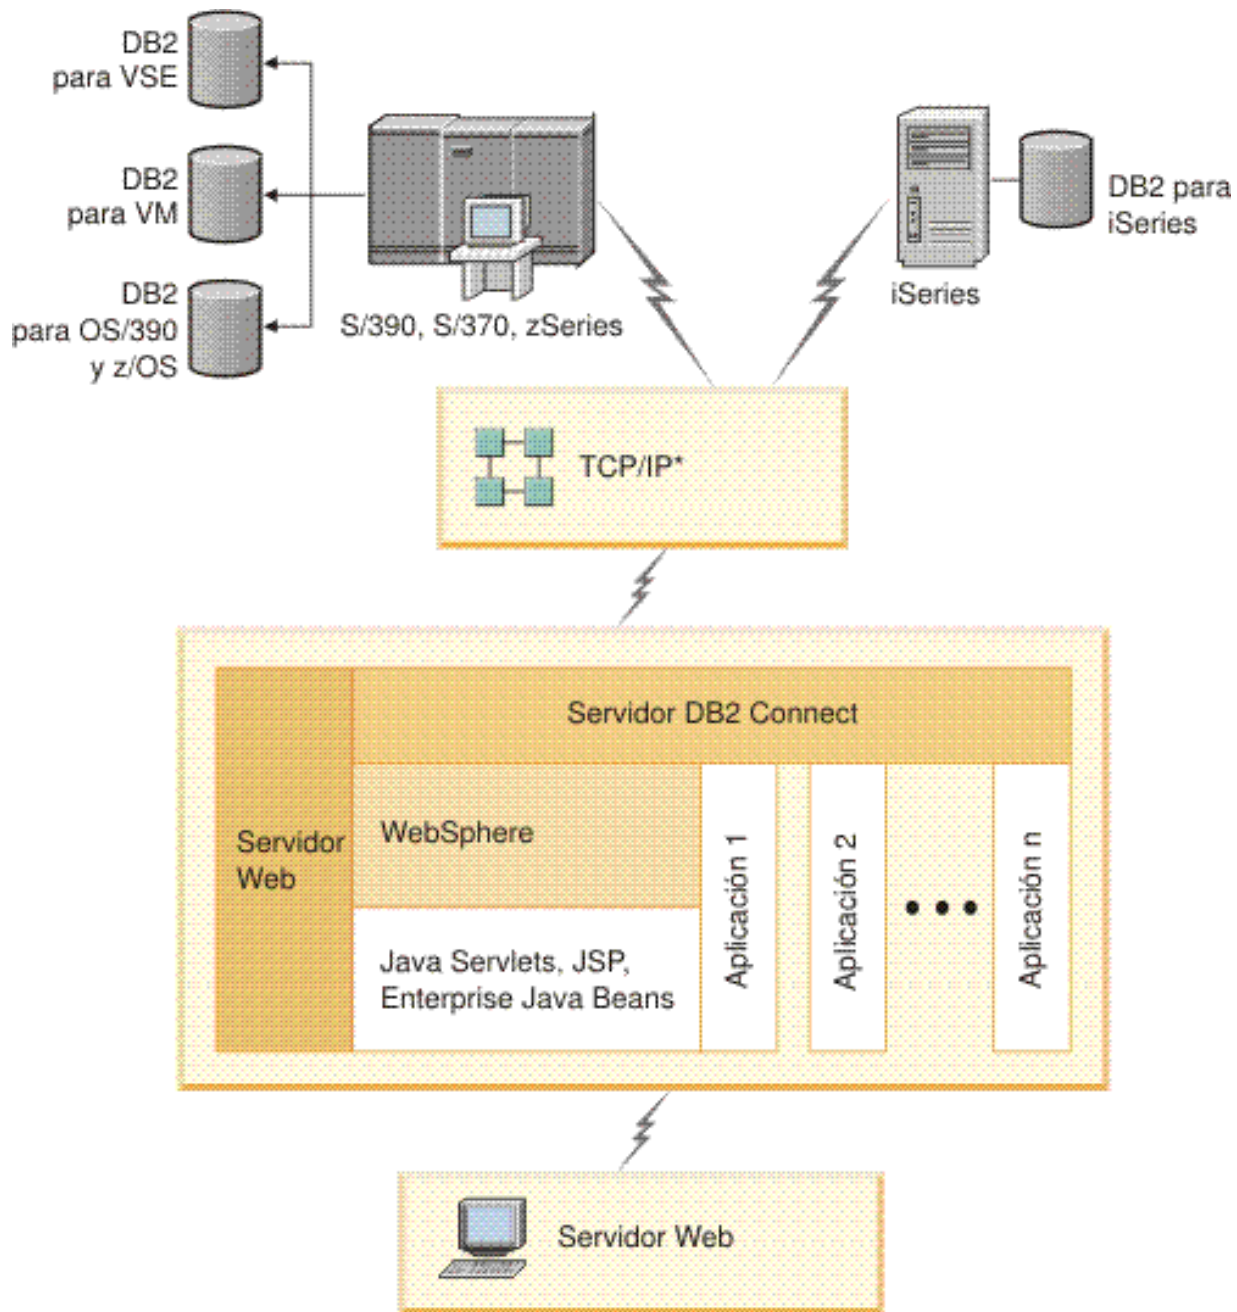 DB2
para VSE
DB2
para VM
DB2
para OS/390
y z/OS
S/390, S/370, zSeries
DB2 para
iSeries
iSeries
TCP/IP*
Servidor DB2 Connect
Servidor
Web
WebSphere
Java Servlets, JSP,
Enterprise Java Beans
Aplicación 1
Aplicación 2
Aplicación n
Servidor Web